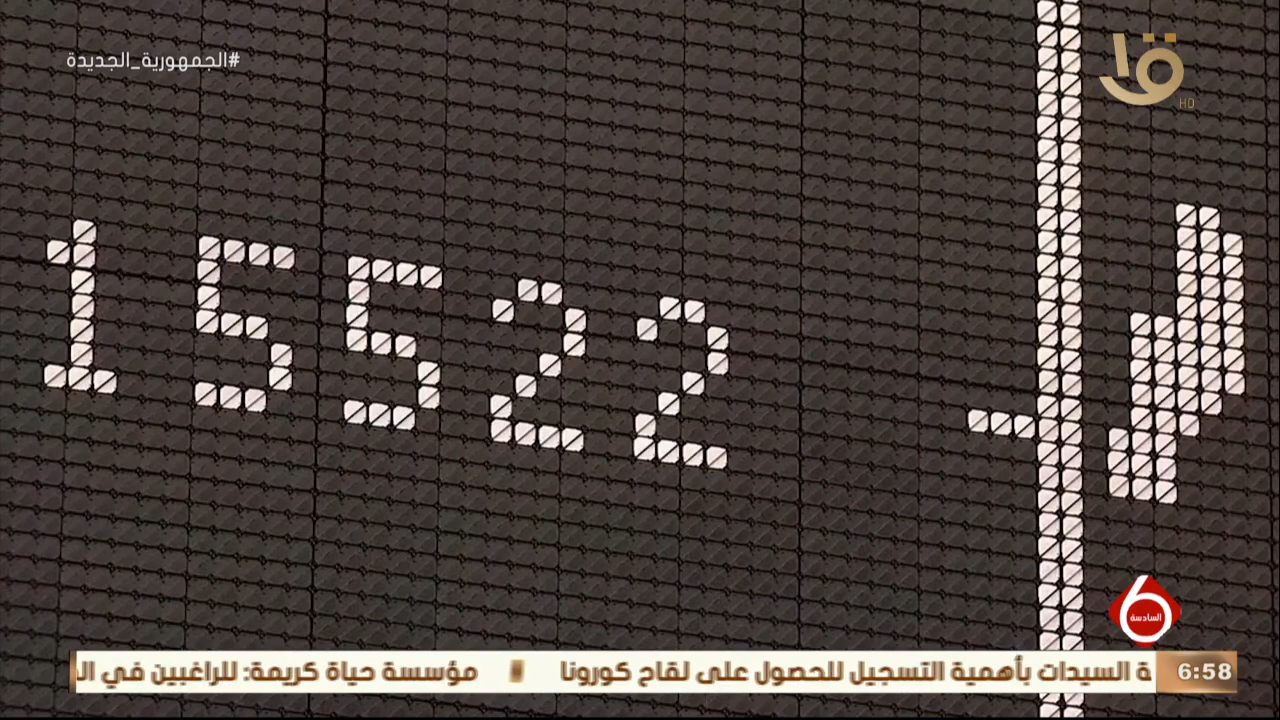 #الجمهورية_الجديدة
HD
15522
6 السادسة
6:58 ة السيدات بأهمية التسجيل للحصول على لقاح كورونا مؤسسة حياة كريمة: للراغبين في ال